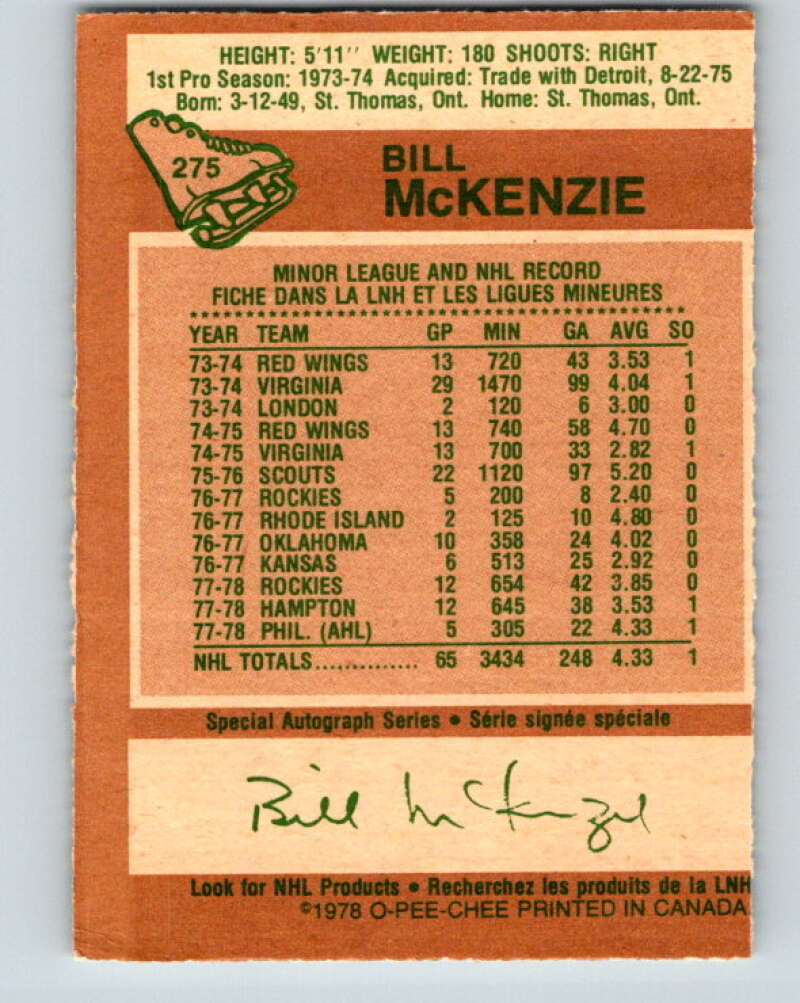 HEIGHT: 5'11'' WEIGHT: 180 SHOOTS: RIGHT
1st Pro Season: 1973-74 Acquired: Trade with Detroit, 8-22-75
Born: 3-12-49, St. Thomas, Ont. Home: St. Thomas, Ont.
275
BILL
McKENZIE
MINOR LEAGUE AND NHL RECORD
FICHE DANS LA LNH ET LES LIGUES MINEURES
YEAR TEAM GP MIN GA AVG SO
73-74 RED WINGS 13 720 43 3.53 1
73-74 VIRGINIA 29 1470 99 4.04 1
73-74 LONDON 2 120 6 3.00 0
74-75 RED WINGS 13 740 58 4.70 0
74-75 VIRGINIA 13 700 33 2.82 1
75-76 SCOUTS 22 1120 97 5.20 0
76-77 ROCKIES 5 200 8 2.40 0
76-77 RHODE ISLAND 2 125 10 4.80 0
76-77 OKLAHOMA 10 358 24 4.02 0
76-77 KANSAS 6 513 25 2.92 0
77-78 ROCKIES 12 654 42 3.85 0
77-78 HAMPTON 12 645 38 3.53 1
77-78 PHIL. (AHL) 5 305 22 4.33 1
NHL TOTALS.............. 65 3434 248 4.33 1
Special Autograph Series • Série signée spéciale
Bill McKenzie
Look for NHL Products • Recherchez les produits de la LNH
©1978 O-PEE-CHEE PRINTED IN CANADA